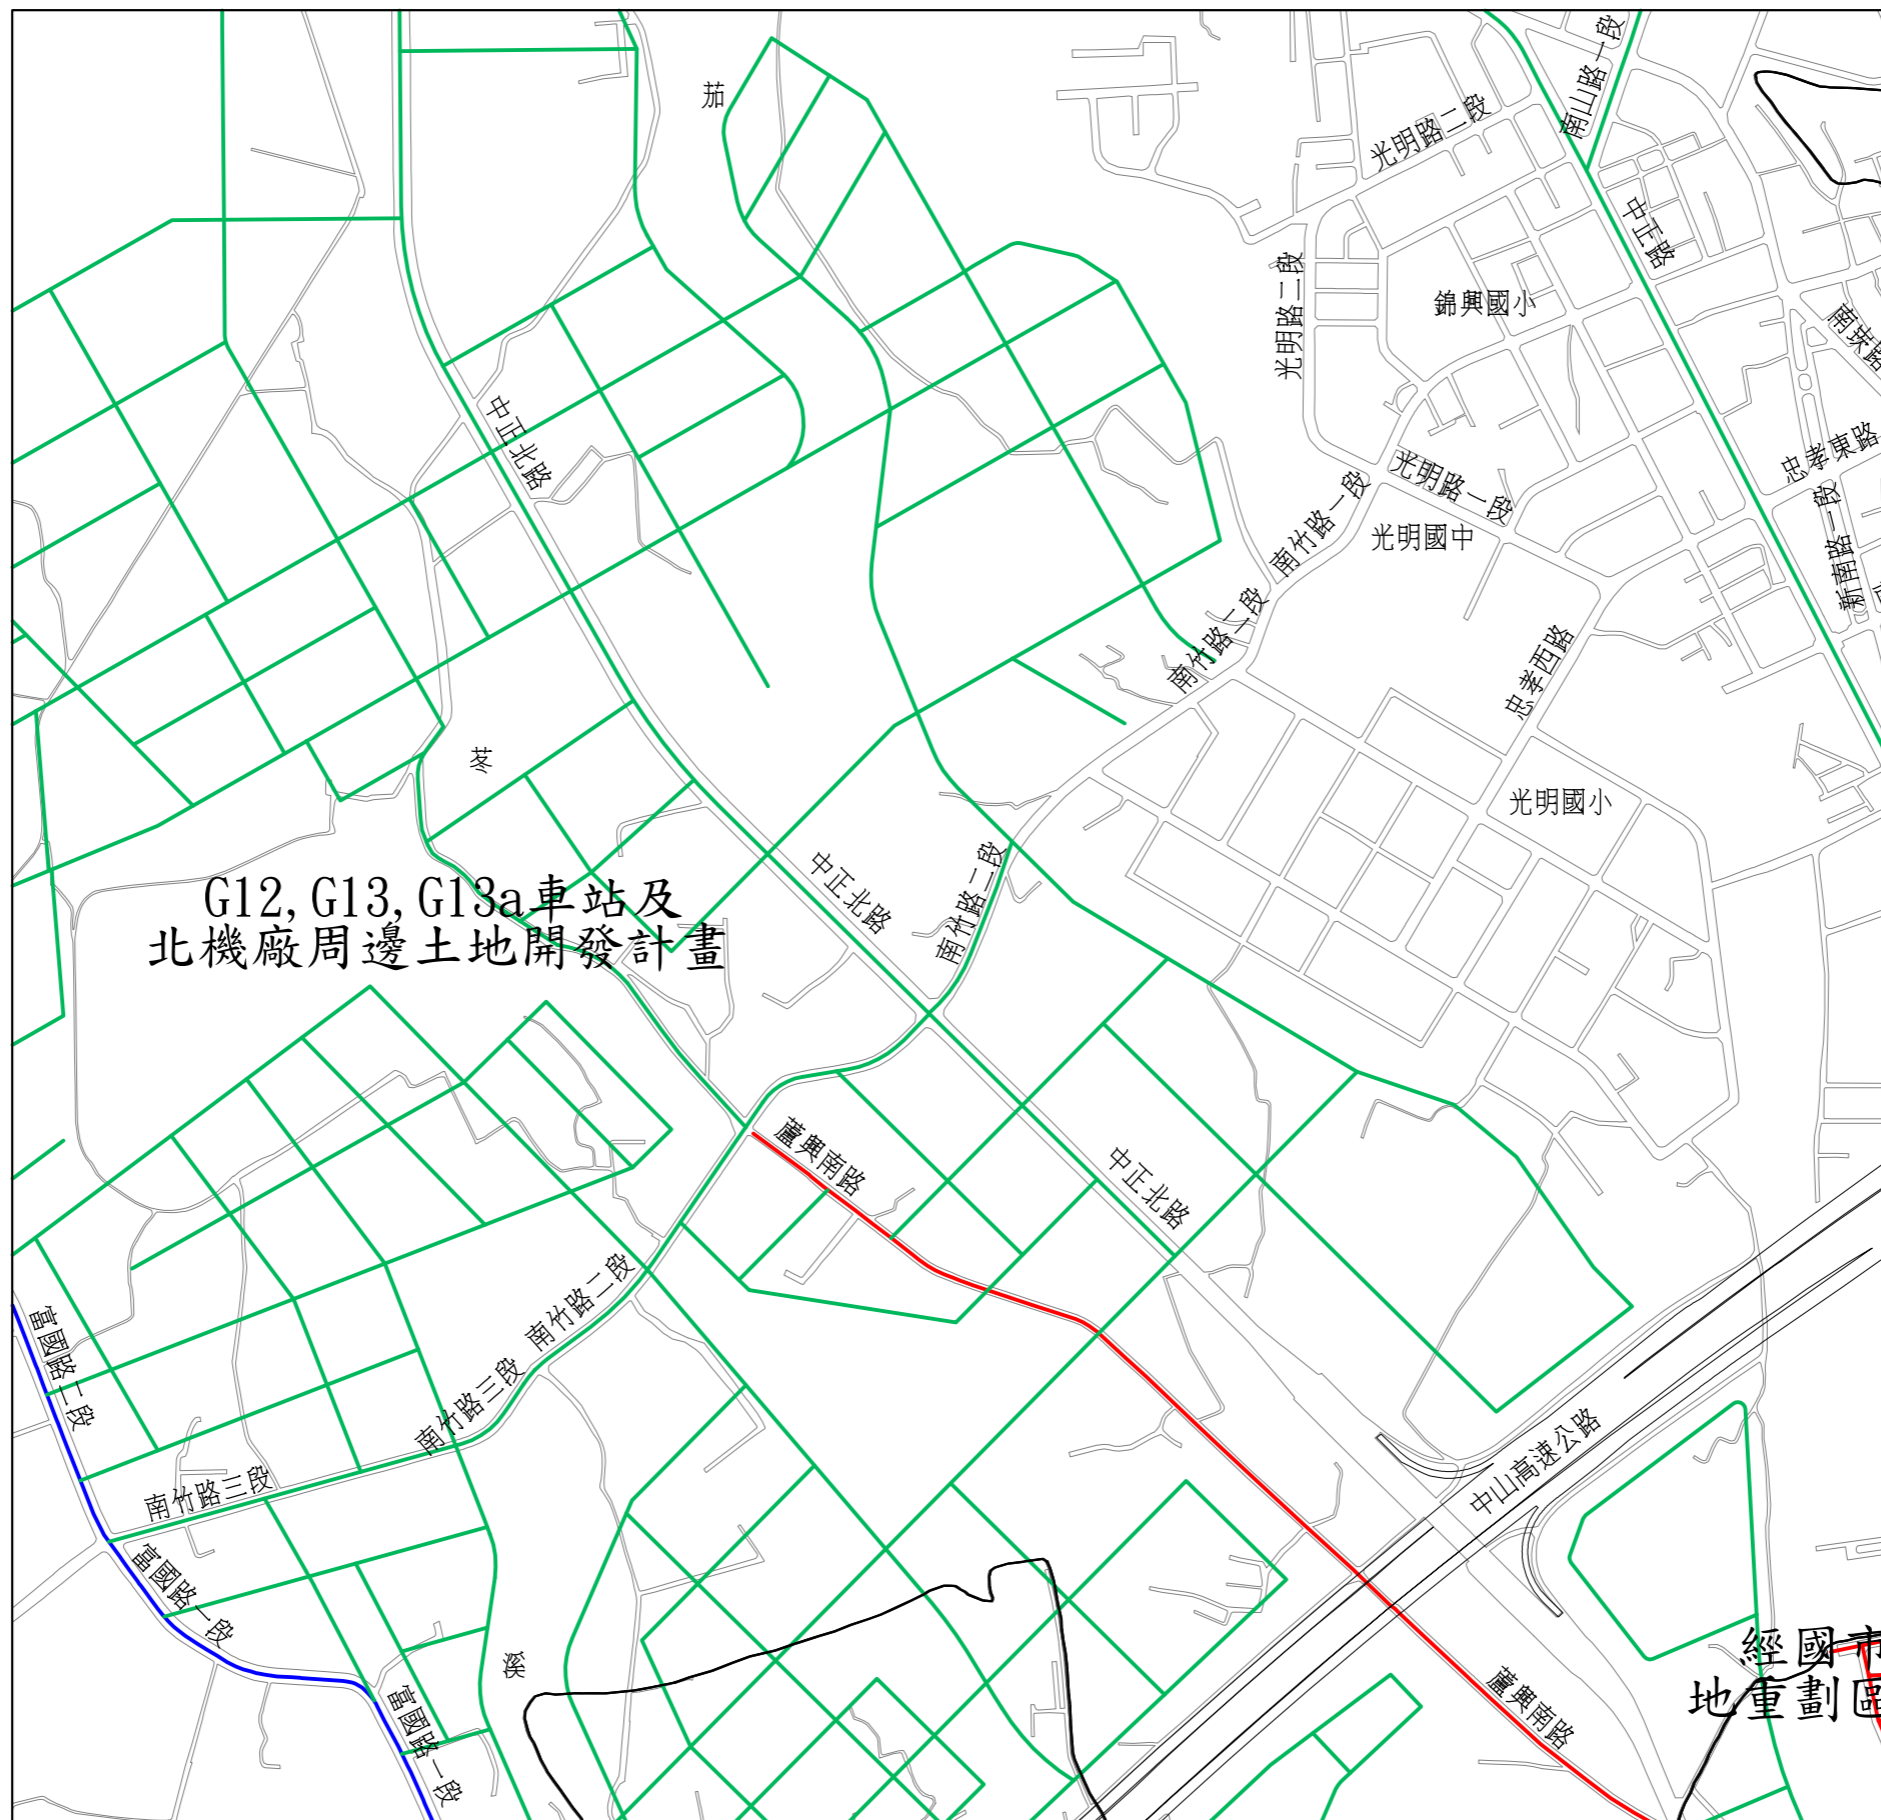 南山路一段
茄
光明路二段
中正路
光明路二段
錦興國小
南崁路
中正北路
忠孝東路
光明路一段
南竹路一段
光明國中
新南路一段
南竹路二段
忠孝西路
茖
光明國小
中正北路
南竹路二段
G12,G13,G13a車站及
北機廠周邊土地開發計畫
蘆興南路
中正北路
南竹路二段
富國路二段
南竹路三段
中山高速公路
南竹路三段
富國路一段
溪
經國市
地重劃區
蘆興南路
富國路一段